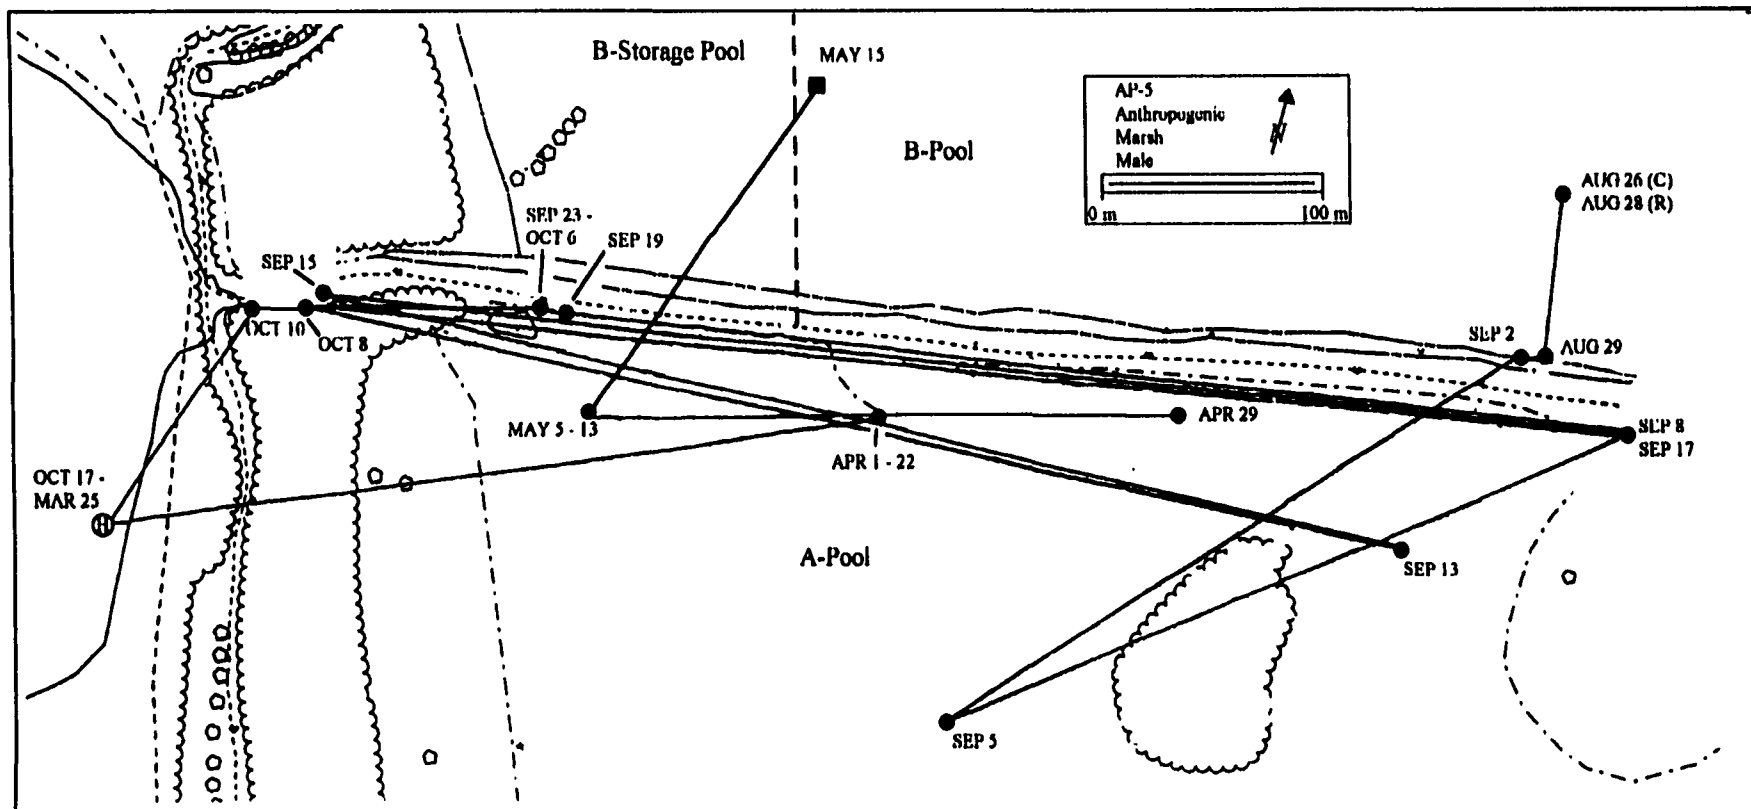 B-Storage Pool
MAY 15
AP-5
Anthropogenic
Marsh
Male
N
0 m
100 m
B-Pool
AUG 26 (C)
AUG 28 (R)
SEP 23 -
OCT 6
SEP 19
SEP 15
OCT 10
OCT 8
SEP 2
AUG 29
MAY 5 - 13
APR 29
APR 1 - 22
SEP 8
SEP 17
OCT 17 -
MAR 25
H
A-Pool
SEP 13
SEP 5